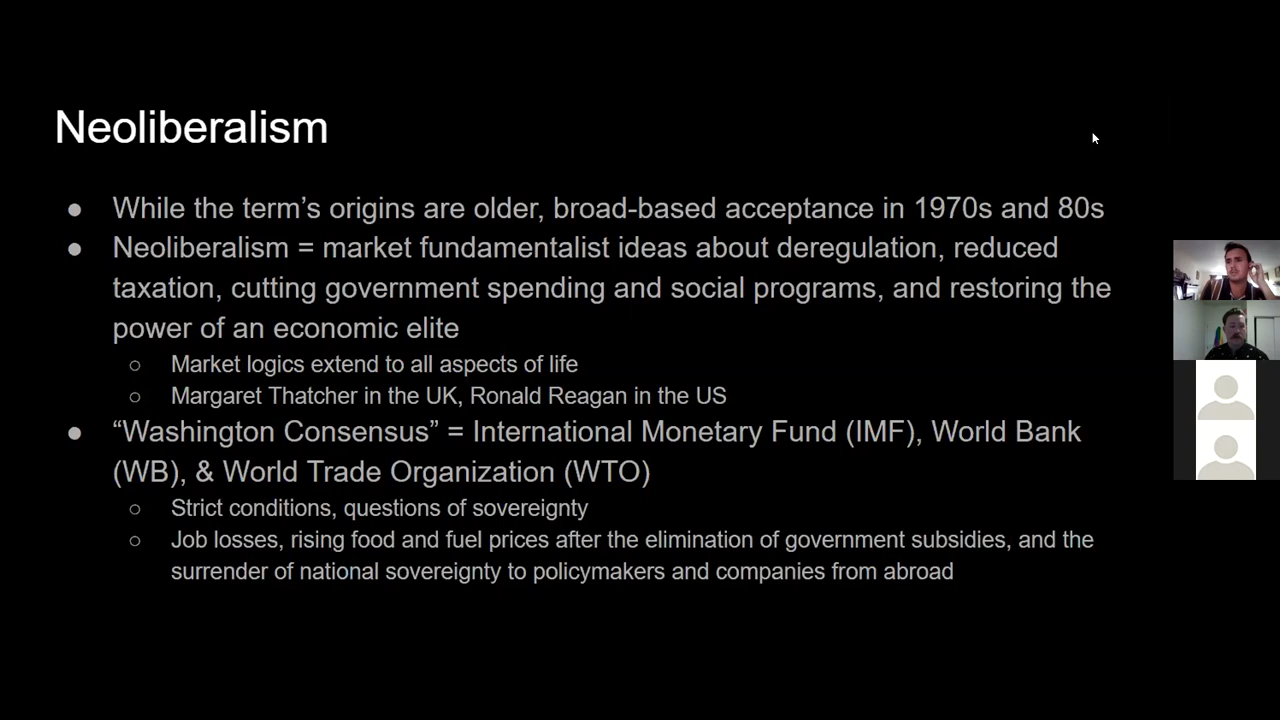 Neoliberalism
● While the term’s origins are older, broad-based acceptance in 1970s and 80s
● Neoliberalism = market fundamentalist ideas about deregulation, reduced
taxation, cutting government spending and social programs, and restoring the
power of an economic elite
○ Market logics extend to all aspects of life
○ Margaret Thatcher in the UK, Ronald Reagan in the US
● “Washington Consensus” = International Monetary Fund (IMF), World Bank
(WB), & World Trade Organization (WTO)
○ Strict conditions, questions of sovereignty
○ Job losses, rising food and fuel prices after the elimination of government subsidies, and the
surrender of national sovereignty to policymakers and companies from abroad